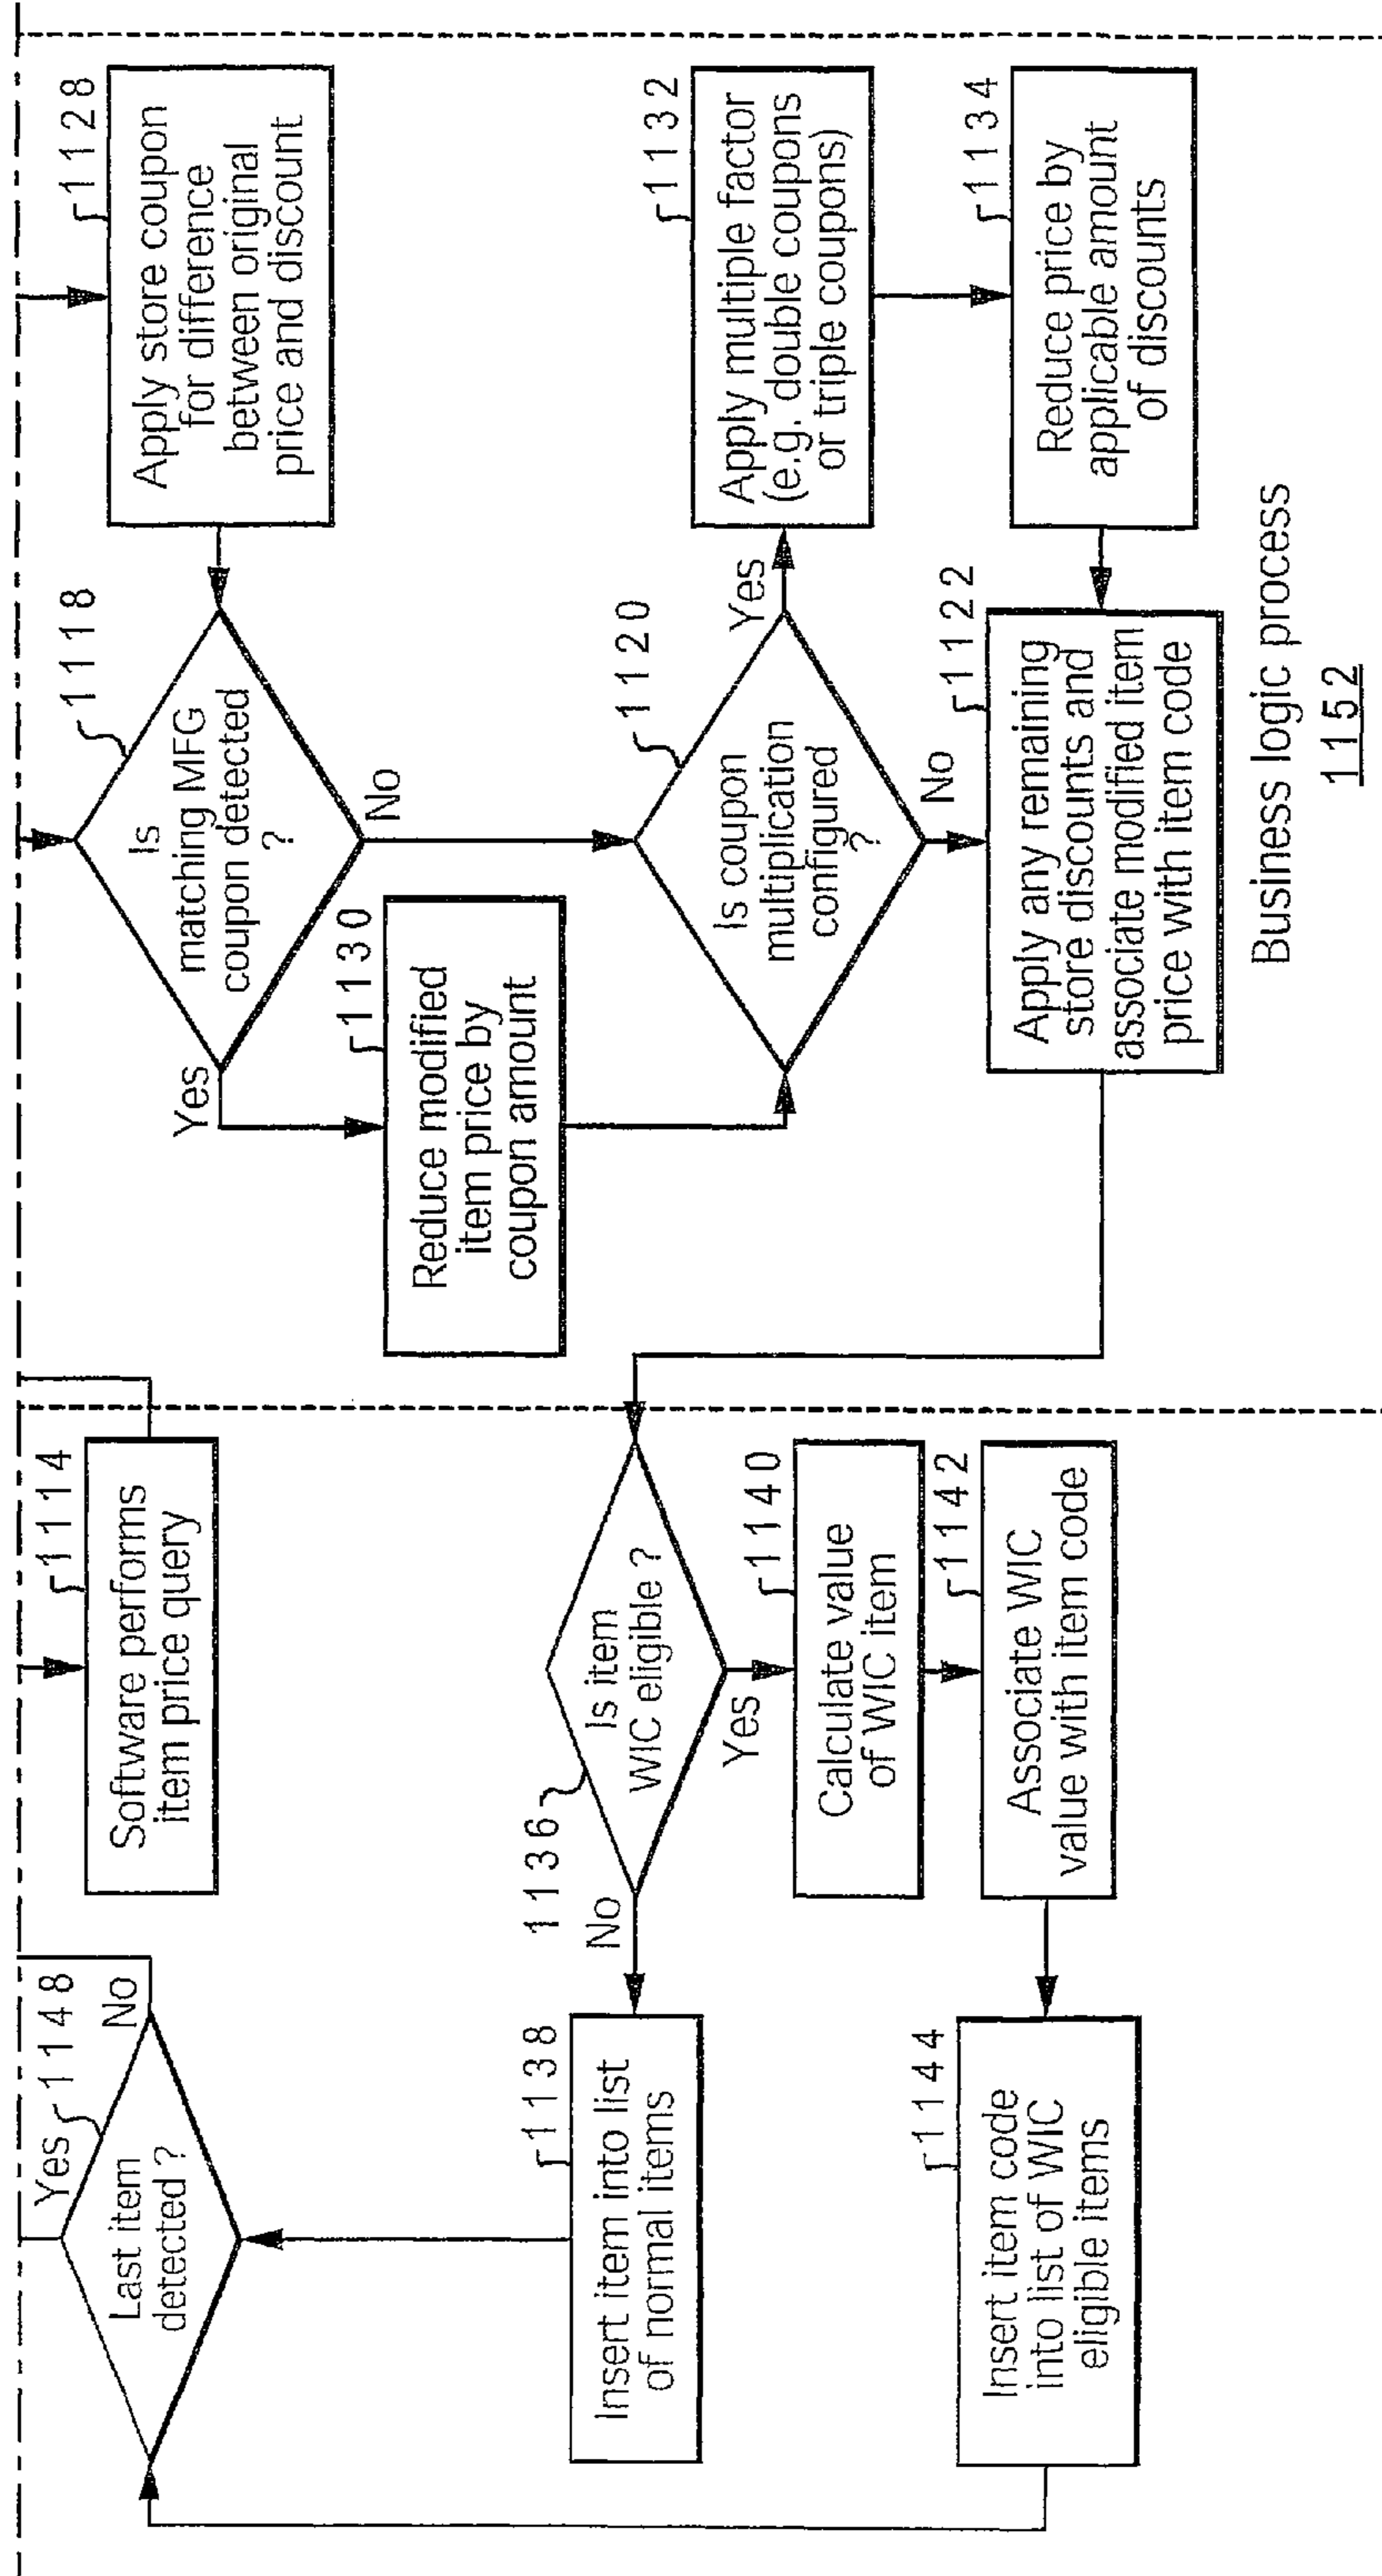 Yes
1148
Last item
detected ?
No
1114
Software performs
item price query
1118
Is
matching MFG
coupon detected
?
Yes
No
1128
Apply store coupon
for difference
between original
price and discount
1130
Reduce modified
item price by
coupon amount
1138
Insert item into list
of normal items
1136
Is item
WIC eligible ?
No
Yes
1120
Is coupon
multiplication
configured
?
Yes
No
1132
Apply multiple factor
(e.g. double coupons
or triple coupons)
1140
Calculate value
of WIC item
1144
Insert item code
into list of WIC
eligible items
1142
Associate WIC
value with item code
1122
Apply any remaining
store discounts and
associate modified item
price with item code
1134
Reduce price by
applicable amount
of discounts
Business logic process
1152